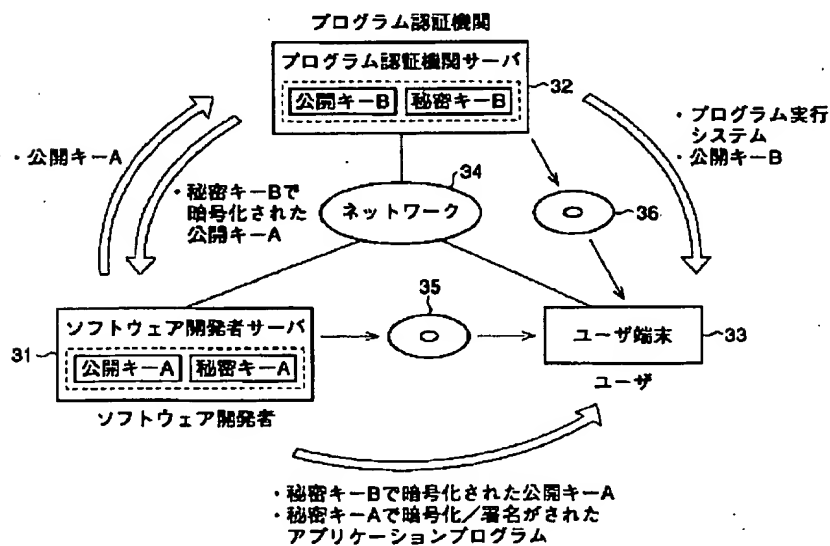 プログラム認証機関
プログラム認証機関サーバ
公開キーB 秘密キーB
32
・公開キーA
・秘密キーBで
暗号化された
公開キーA
34
ネットワーク
・プログラム実行
システム
・公開キーB
36
35
31
ソフトウェア開発者サーバ
公開キーA 秘密キーA
ソフトウェア開発者
ユーザ端末
33
ユーザ
・秘密キーBで暗号化された公開キーA
・秘密キーAで暗号化/署名がされた
アプリケーションプログラム